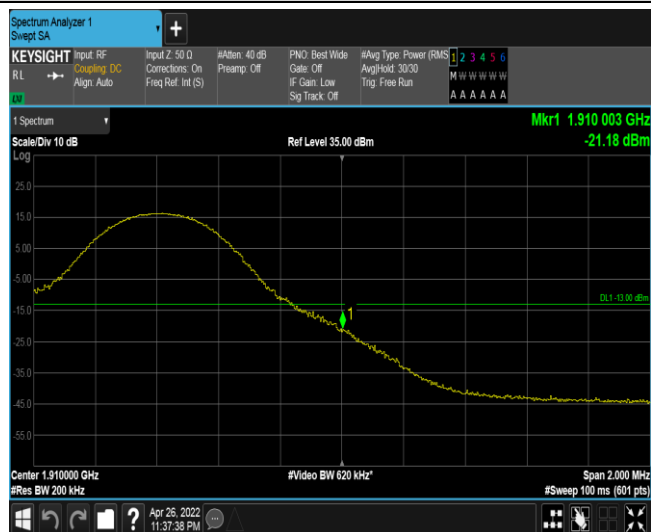 Spectrum Analyzer 1
Swept SA
+
KEYSIGHT
RL
Input: RF
Coupling: DC
Align: Auto
Input Z: 50 Ω
Corrections: On
Freq Ref: Int (S)
#Atten: 40 dB
Preamp: Off
PNO: Best Wide
Gate: Off
IF Gain: Low
Sig Track: Off
#Avg Type: Power (RMS
Avg|Hold: 30/30
Trig: Free Run
1 2 3 4 5 6
M W W W W W
A A A A A A
1 Spectrum
Scale/Div 10 dB
Ref Level 35.00 dBm
Mkr1 1.910 003 GHz
-21.18 dBm
Log
25.0
15.0
5.00
-5.00
DL1 -13.00 dBm
-15.0
1
-25.0
-35.0
-45.0
-55.0
Center 1.910000 GHz
#Video BW 620 kHz*
Span 2.000 MHz
#Res BW 200 kHz
#Sweep 100 ms (601 pts)
?
Apr 26, 2022
11:37:38 PM